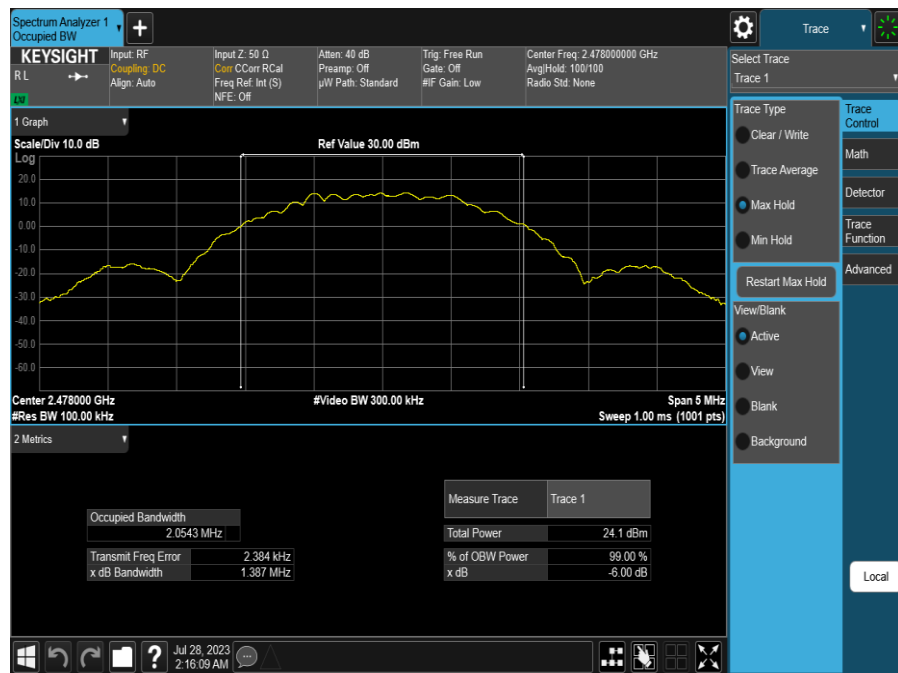 Spectrum Analyzer 1
Occupied BW
Trace
KEYSIGHT
R L
LXI
Input: RF
Coupling: DC
Align: Auto
Input Z: 50 Ω
Corr CCorr RCal
Freq Ref: Int (S)
NFE: Off
Atten: 40 dB
Preamp: Off
µW Path: Standard
Trig: Free Run
Gate: Off
#IF Gain: Low
Center Freq: 2.478000000 GHz
Avg|Hold: 100/100
Radio Std: None
Select Trace
Trace 1
1 Graph
Scale/Div 10.0 dB
Ref Value 30.00 dBm
Log
20.0
10.0
0.00
-10.0
-20.0
-30.0
-40.0
-50.0
-60.0
Center 2.478000 GHz
#Video BW 300.00 kHz
Span 5 MHz
#Res BW 100.00 kHz
Sweep 1.00 ms (1001 pts)
Trace Type
Clear / Write
Trace Average
Max Hold
Min Hold
Restart Max Hold
View/Blank
Active
View
Blank
Background
Trace
Control
Math
Detector
Trace
Function
Advanced
Local
2 Metrics
Measure Trace
Trace 1
Occupied Bandwidth
2.0543 MHz
Total Power
24.1 dBm
Transmit Freq Error
2.384 kHz
% of OBW Power
99.00 %
x dB Bandwidth
1.387 MHz
x dB
-6.00 dB
Jul 28, 2023
2:16:09 AM